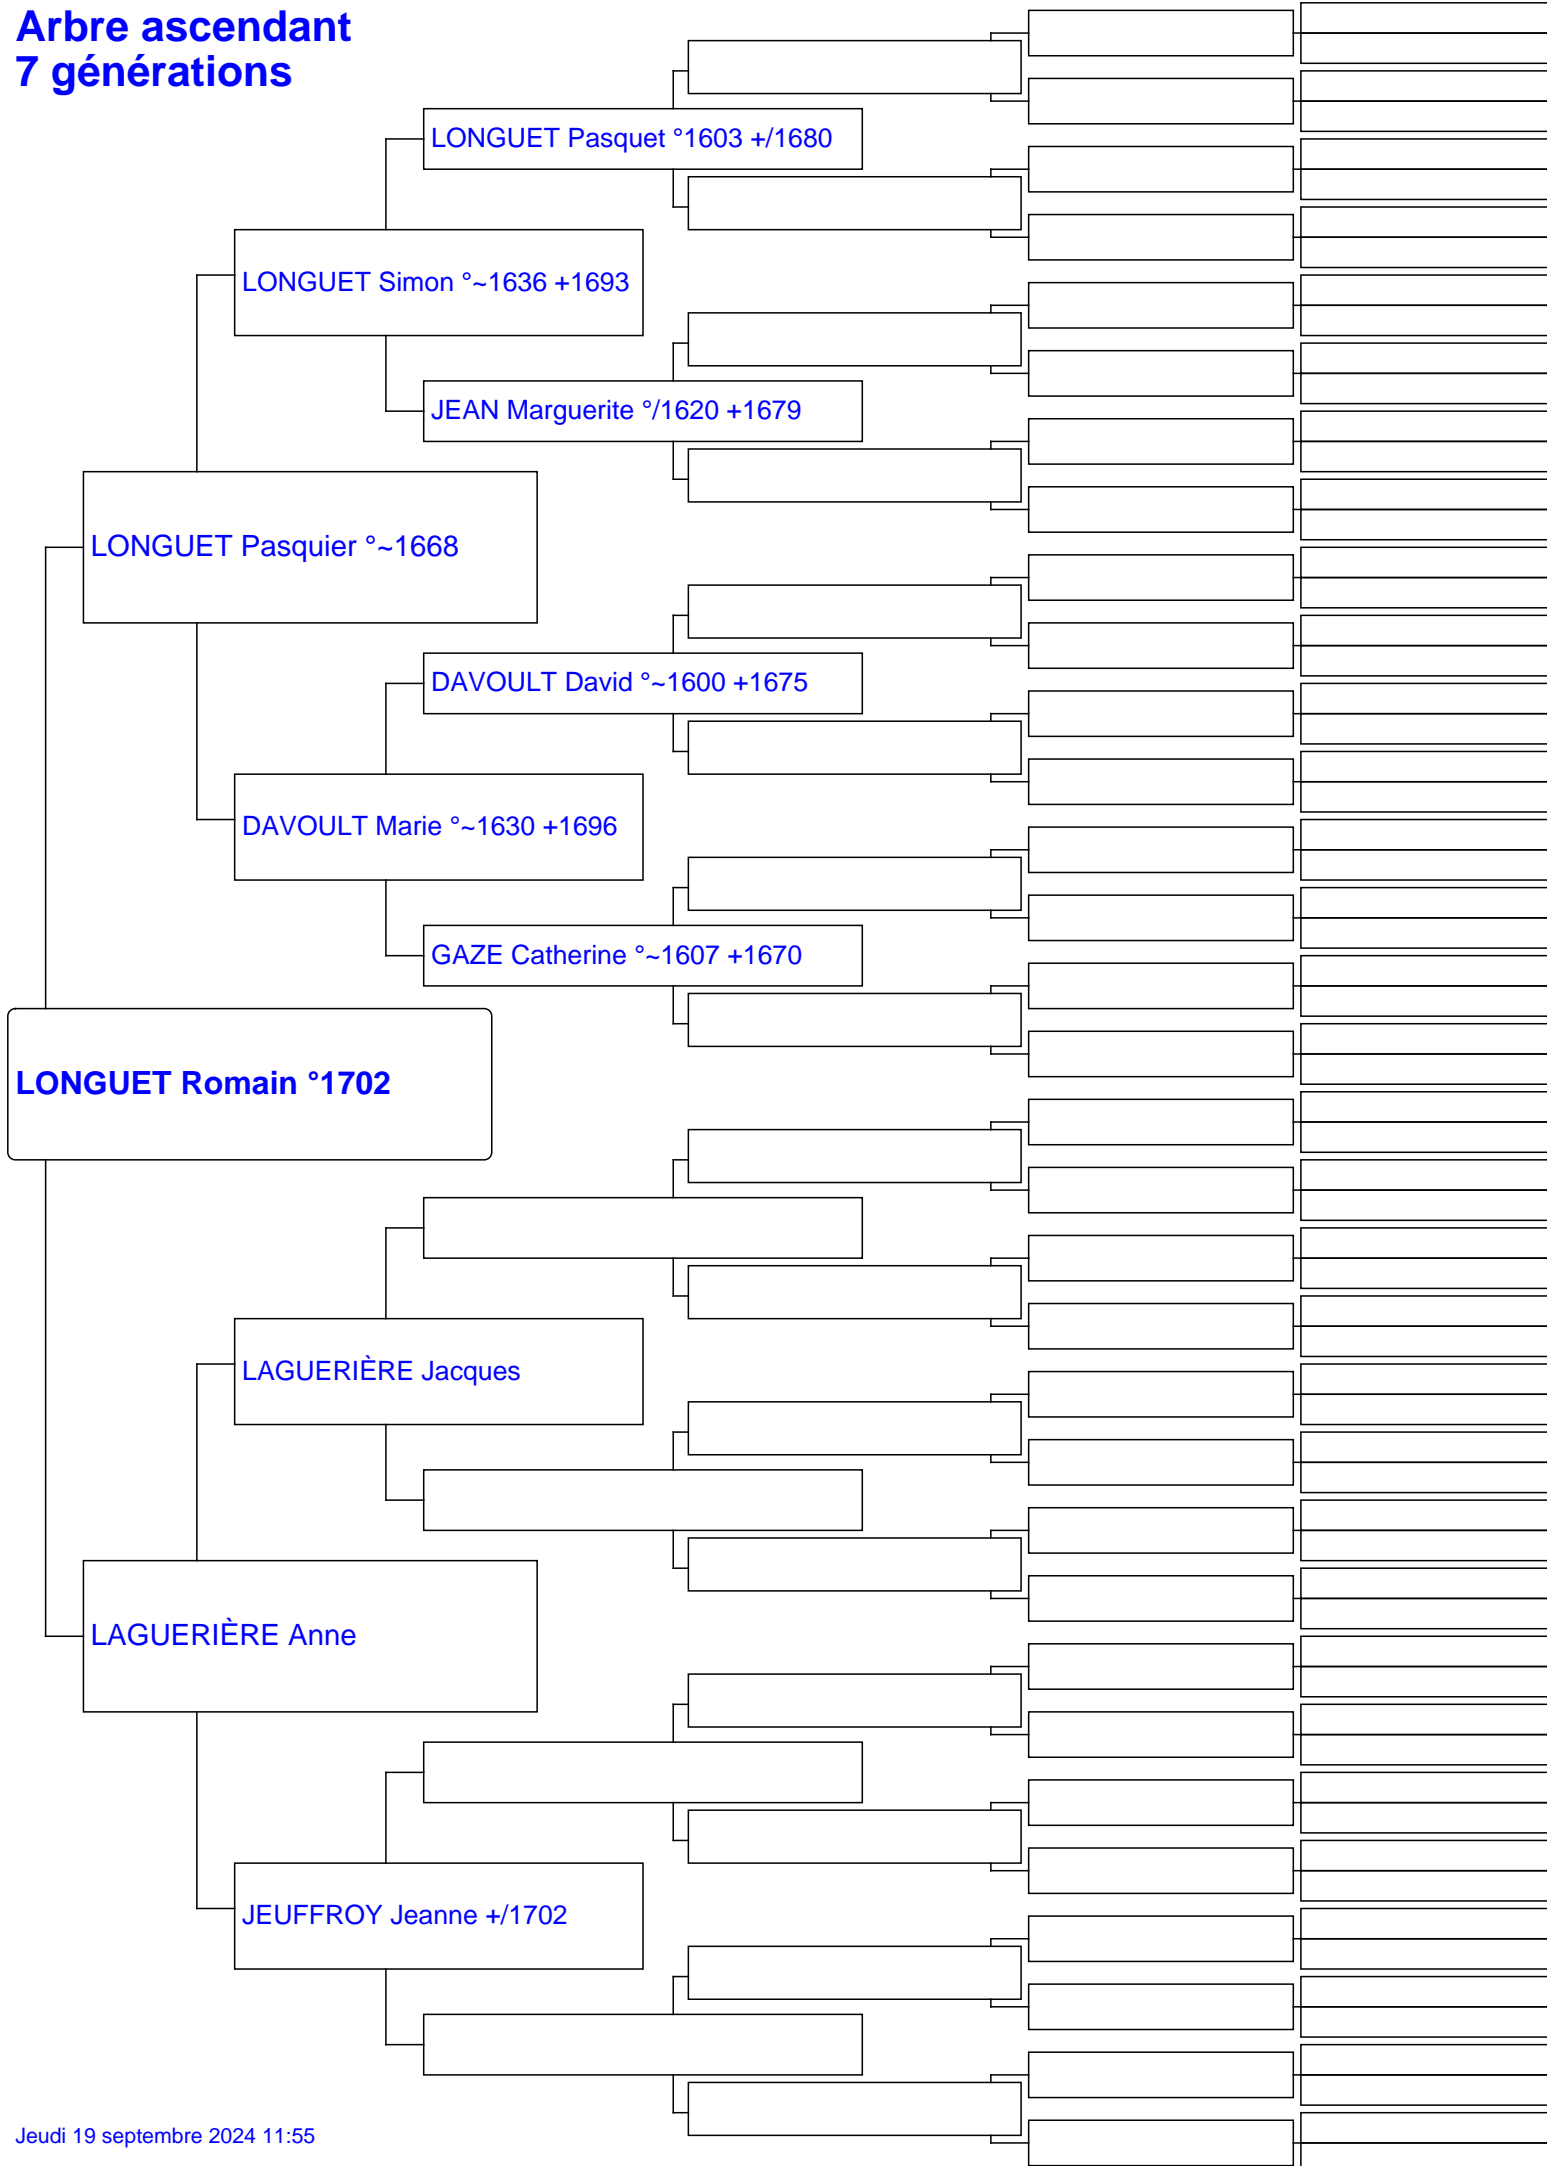 Arbre ascendant
7 générations
LONGUET Pasquet °1603 +/1680
LONGUET Simon °~1636 +1693
JEAN Marguerite °/1620 +1679
LONGUET Pasquier °~1668
DAVOULT David °~1600 +1675
DAVOULT Marie °~1630 +1696
GAZE Catherine °~1607 +1670
LONGUET Romain °1702
LAGUERIÈRE Jacques
LAGUERIÈRE Anne
JEUFFROY Jeanne +/1702
Jeudi 19 septembre 2024 11:55